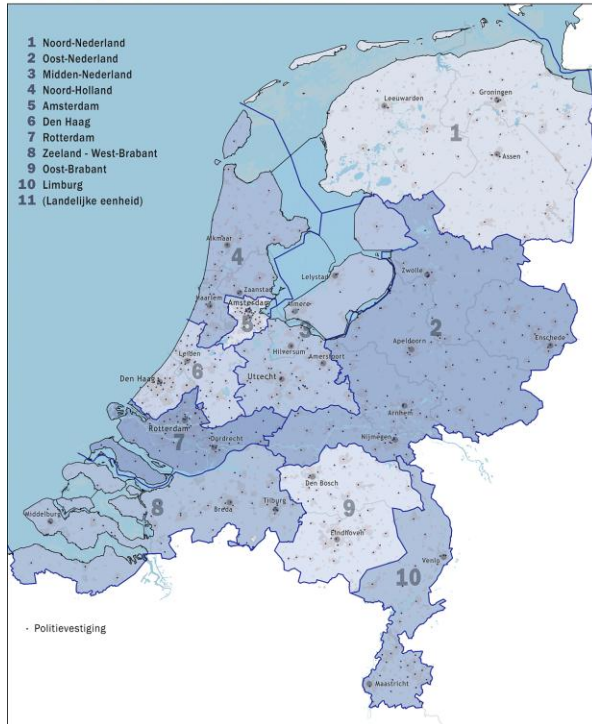 1 Noord-Nederland
2 Oost-Nederland
3 Midden-Nederland
4 Noord-Holland
5 Amsterdam
6 Den Haag
7 Rotterdam
8 Zeeland - West-Brabant
9 Oost-Brabant
10 Limburg
11 (Landelijke eenheid)
Groningen
Leeuwarden
1
Assen
Alkmaar
4
Lelystad
Zwolle
Zaanstad
Haarlem
Amsterdam
Almere
5
3
2
Enschede
Hilversum
Apeldoorn
Leiden
6
Amersfoort
Den Haag
Utrecht
Arnhem
Rotterdam
7
Dordrecht
Nijmegen
Den Bosch
8
9
Tilburg
Breda
Middelburg
Eindhoven
Venlo
10
• Politievestiging
Maastricht